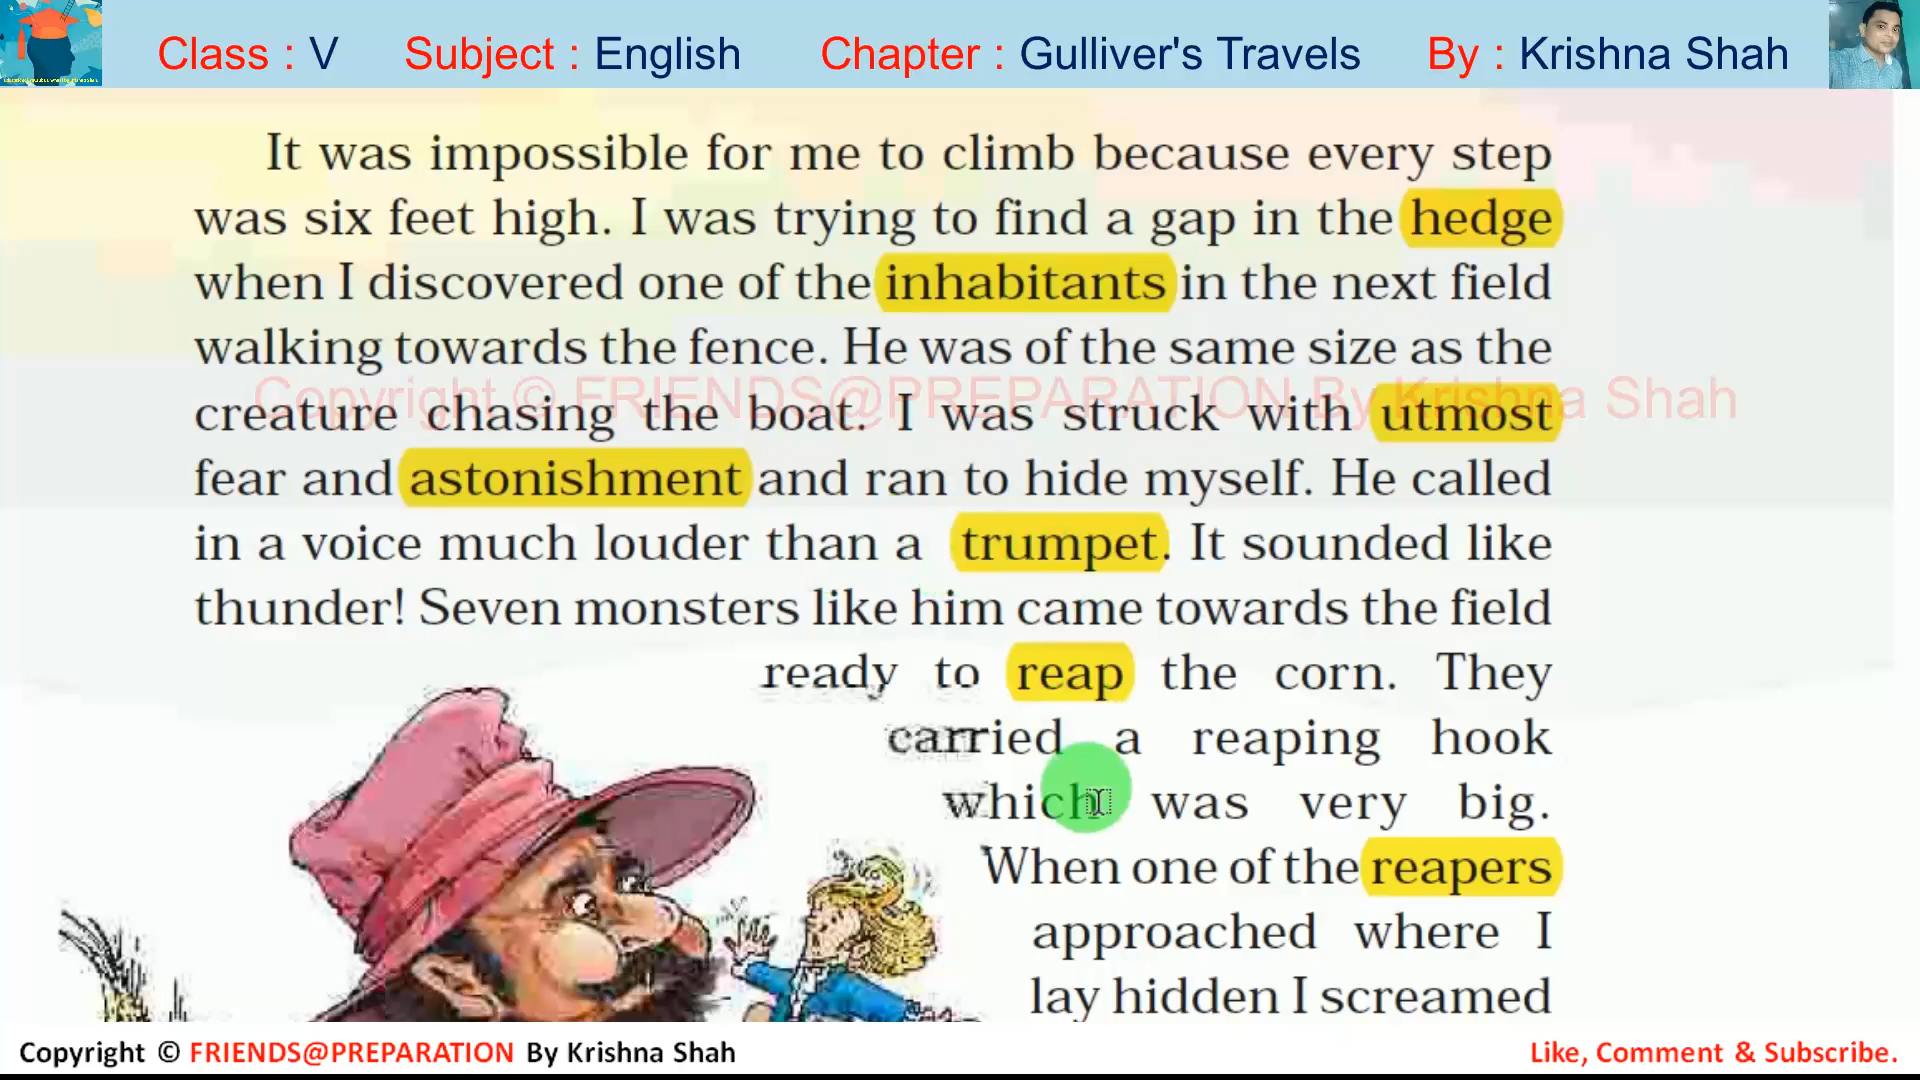 Class : V Subject : English Chapter : Gulliver's Travels By : Krishna Shah
It was impossible for me to climb because every step
was six feet high. I was trying to find a gap in the hedge
when I discovered one of the inhabitants in the next field
walking towards the fence. He was of the same size as the
Copyright © FRIENDS@PREPARATION By Krishna Shah
creature chasing the boat. I was struck with utmost
fear and astonishment and ran to hide myself. He called
in a voice much louder than a trumpet. It sounded like
thunder! Seven monsters like him came towards the field
ready to reap the corn. They
carried a reaping hook
which was very big.
When one of the reapers
approached where I
lay hidden I screamed
Copyright © FRIENDS@PREPARATION By Krishna Shah
Like, Comment & Subscribe.